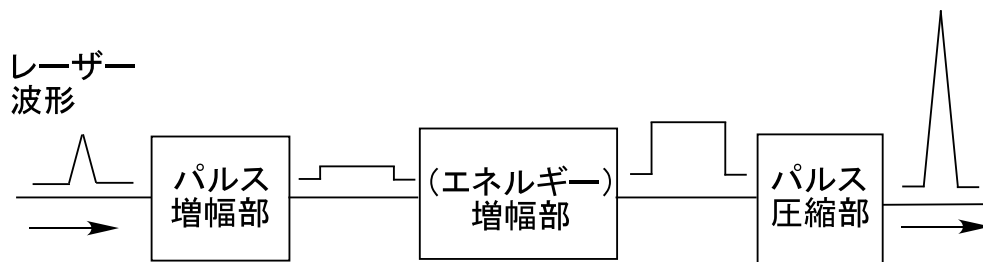 レーザー
波形
パルス
増幅部
(エネルギー)
増幅部
パルス
圧縮部